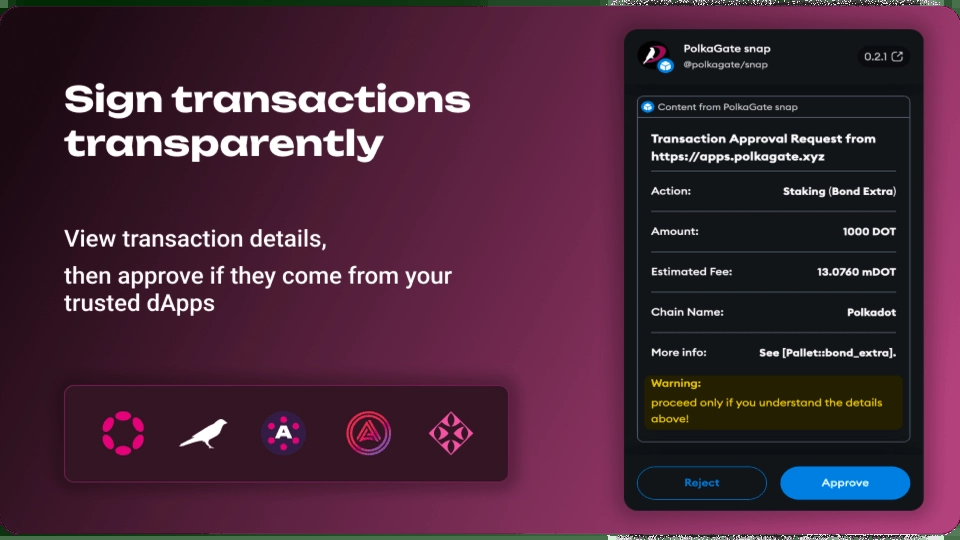 Sign transactions
transparently
View transaction details,
then approve if they come from your
trusted dApps
A
PolkaGate snap
@polkagate/snap
0.2.1
Content from PolkaGate snap
Transaction Approval Request from
https://apps.polkagate.xyz
Action: Staking (Bond Extra)
Amount: 1000 DOT
Estimated Fee: 13.0760 mDOT
Chain Name: Polkadot
More info: See [Pallet::bond_extra].
Warning:
proceed only if you understand the details
above!
Reject Approve